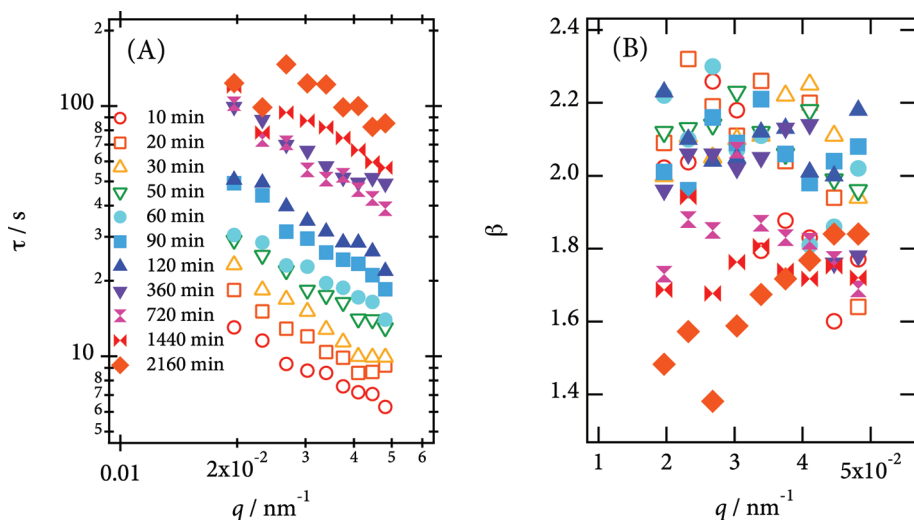 (A)
2
100
8
7
6
5
4
3
2
10
8
7
6
5
τ / s
10 min
20 min
30 min
50 min
60 min
90 min
120 min
360 min
720 min
1440 min
2160 min
0.01
2x10⁻²
3
4
5
6
q / nm⁻¹
(B)
2.4
2.2
2.0
1.8
1.6
1.4
β
1
2
3
4
5x10⁻²
q / nm⁻¹